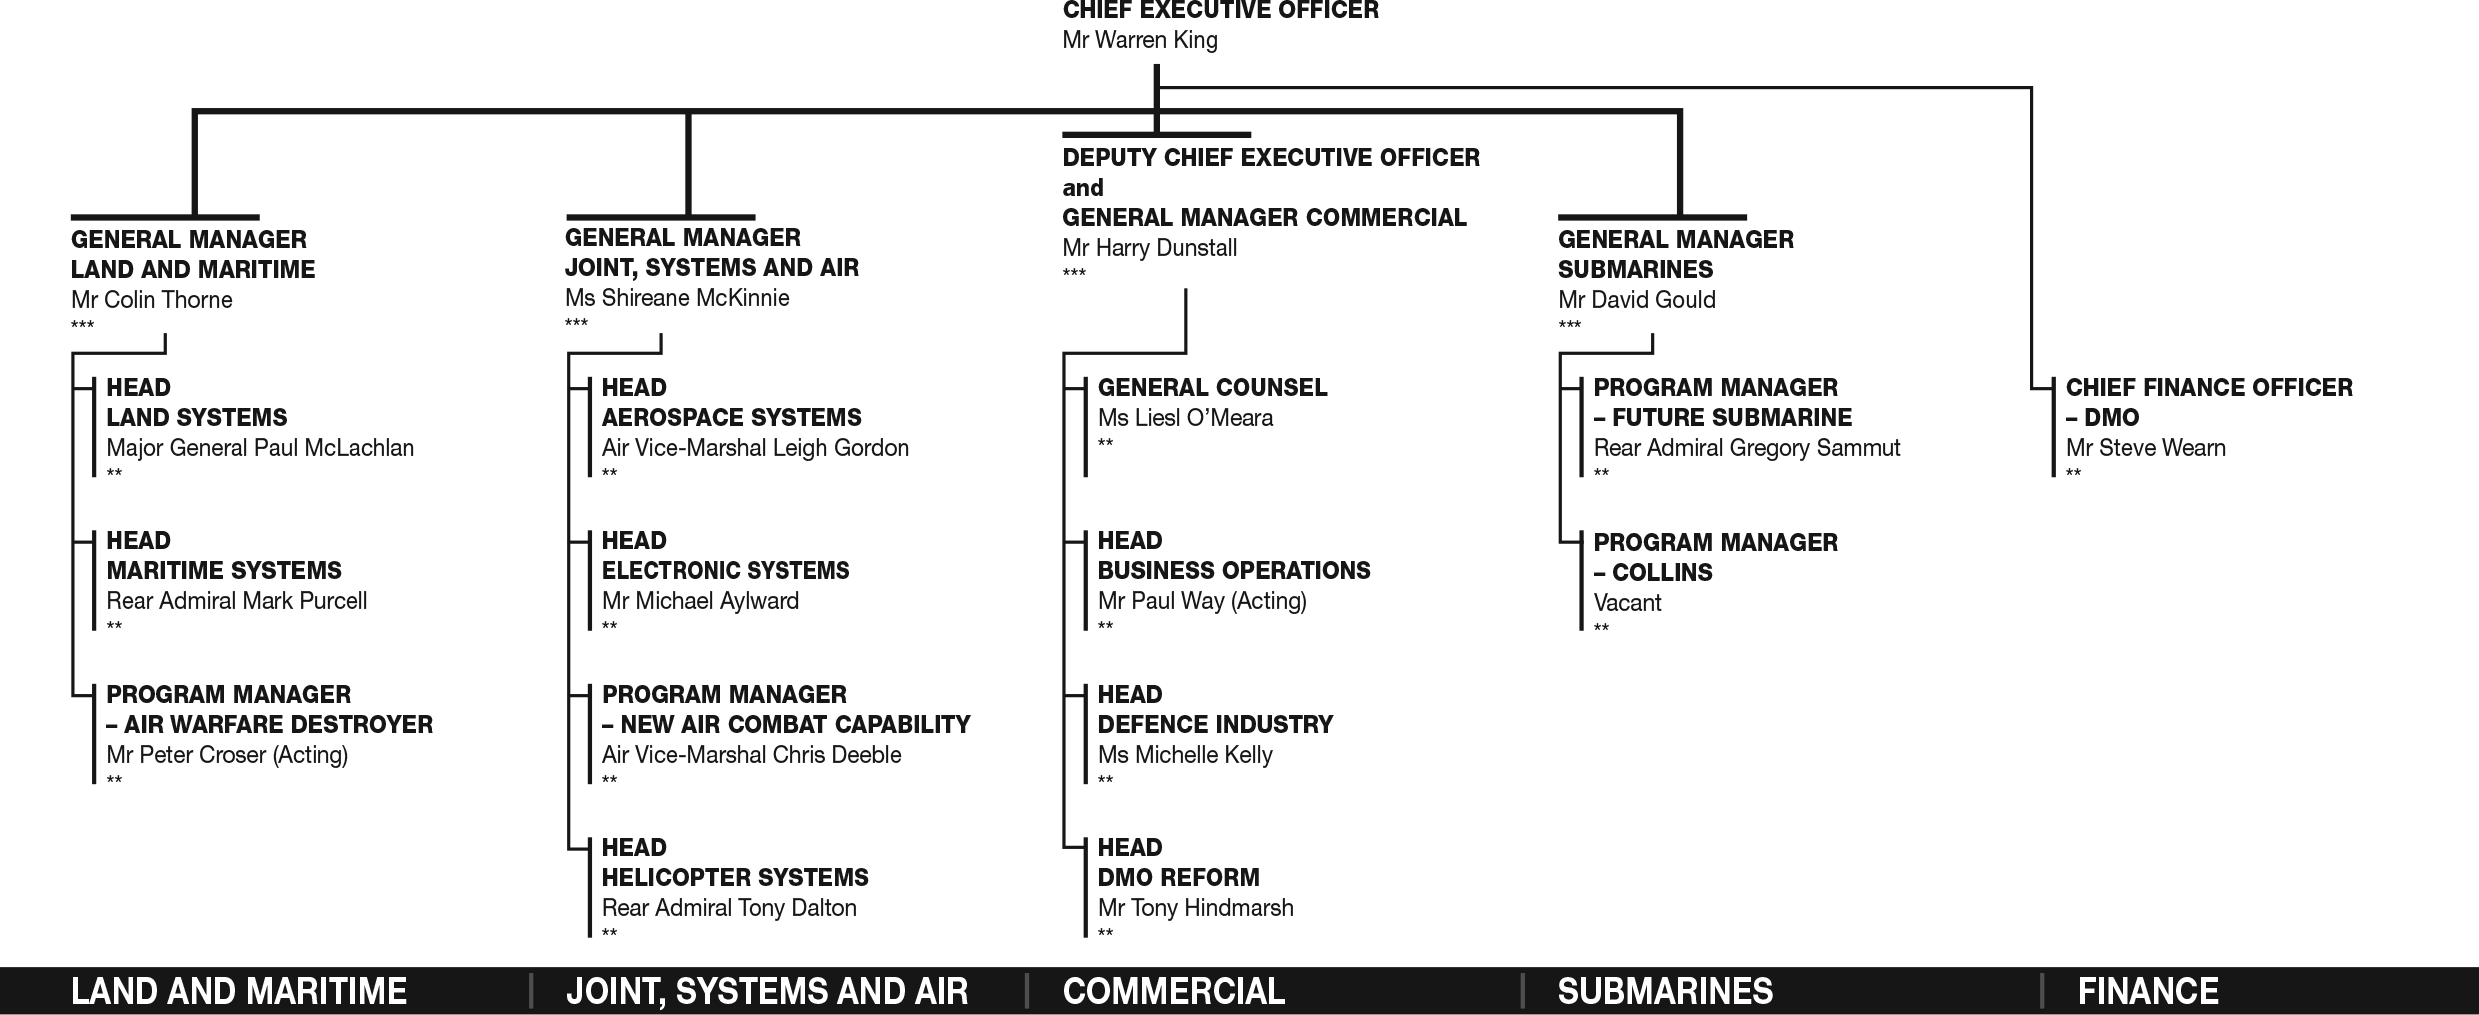 CHIEF EXECUTIVE OFFICER
Mr Warren King
GENERAL MANAGER
LAND AND MARITIME
Mr Colin Thorne
***
HEAD
LAND SYSTEMS
Major General Paul McLachlan
**
HEAD
MARITIME SYSTEMS
Rear Admiral Mark Purcell
**
PROGRAM MANAGER
– AIR WARFARE DESTROYER
Mr Peter Croser (Acting)
**
GENERAL MANAGER
JOINT, SYSTEMS AND AIR
Ms Shireane McKinnie
***
HEAD
AEROSPACE SYSTEMS
Air Vice-Marshal Leigh Gordon
**
HEAD
ELECTRONIC SYSTEMS
Mr Michael Aylward
**
PROGRAM MANAGER
– NEW AIR COMBAT CAPABILITY
Air Vice-Marshal Chris Deeble
**
HEAD
HELICOPTER SYSTEMS
Rear Admiral Tony Dalton
**
DEPUTY CHIEF EXECUTIVE OFFICER
and
GENERAL MANAGER COMMERCIAL
Mr Harry Dunstall
***
GENERAL COUNSEL
Ms Liesl O’Meara
**
HEAD
BUSINESS OPERATIONS
Mr Paul Way (Acting)
**
HEAD
DEFENCE INDUSTRY
Ms Michelle Kelly
**
HEAD
DMO REFORM
Mr Tony Hindmarsh
**
GENERAL MANAGER
SUBMARINES
Mr David Gould
***
PROGRAM MANAGER
– FUTURE SUBMARINE
Rear Admiral Gregory Sammut
**
PROGRAM MANAGER
– COLLINS
Vacant
**
CHIEF FINANCE OFFICER
– DMO
Mr Steve Wearn
**
LAND AND MARITIME
JOINT, SYSTEMS AND AIR
COMMERCIAL
SUBMARINES
FINANCE